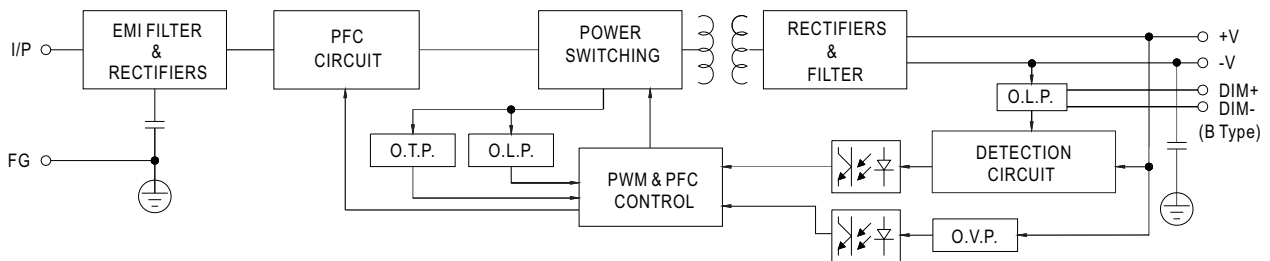 I/P
EMI FILTER
&
RECTIFIERS
PFC
CIRCUIT
POWER
SWITCHING
RECTIFIERS
&
FILTER
+V
-V
O.L.P.
DIM+
DIM-
(B Type)
FG
O.T.P.
O.L.P.
PWM & PFC
CONTROL
DETECTION
CIRCUIT
O.V.P.